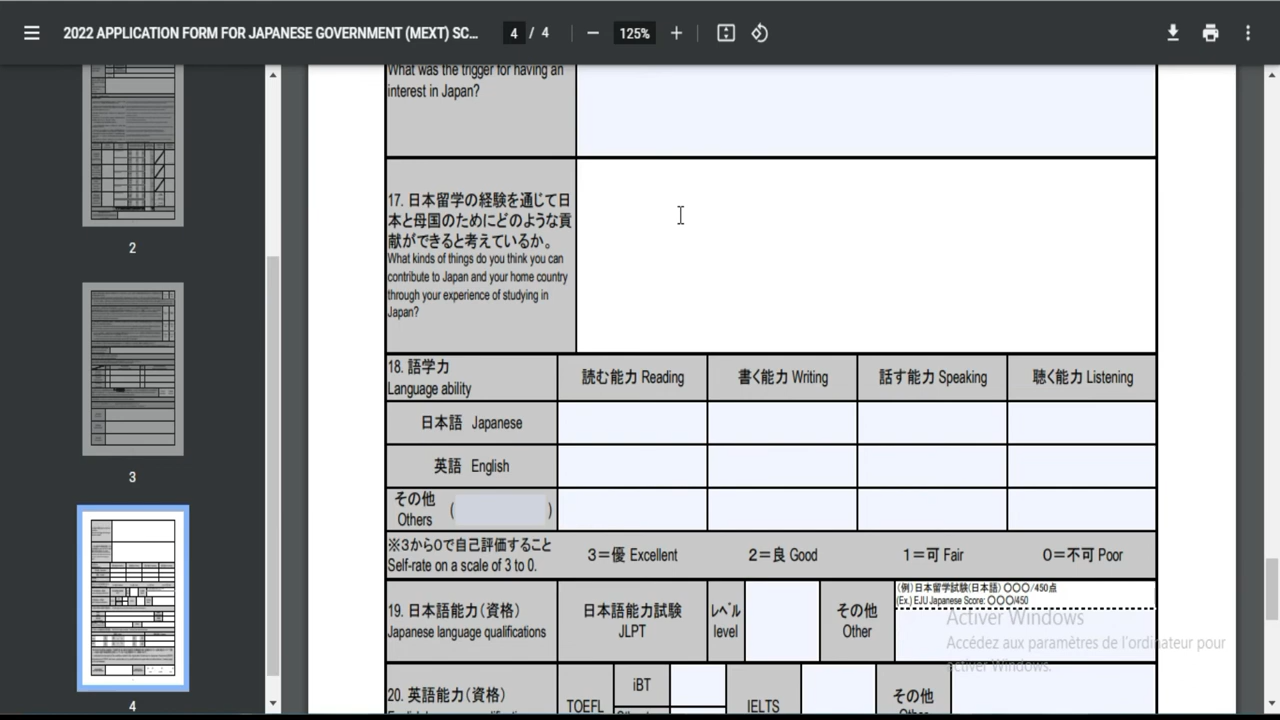 2022 APPLICATION FORM FOR JAPANESE GOVERNMENT (MEXT) SC...
4 / 4
125%
2
3
4
What was the trigger for having an
interest in Japan?
17. 日本留学の経験を通じて日
本と母国のためにどのような貢
献ができると考えているか。
What kinds of things do you think you can
contribute to Japan and your home country
through your experience of studying in
Japan?
18. 語学力
Language ability
読む能力 Reading
書く能力 Writing
話す能力 Speaking
聴く能力 Listening
日本語 Japanese
英語 English
その他
Others ( )
※3から0で自己評価すること
Self-rate on a scale of 3 to 0.
3=優 Excellent
2=良 Good
1=可 Fair
0=不可 Poor
19. 日本語能力(資格)
Japanese language qualifications
日本語能力試験
JLPT
レベル
level
その他
Other
(例) 日本留学試験(日本語) 〇〇〇/450点
(Ex.) EJU Japanese Score: 〇〇〇/450
Activer Windows
Accédez aux paramètres de l'ordinateur pour
activer Windows.
20. 英語能力(資格)
TOEFL
iBT
IELTS
その他